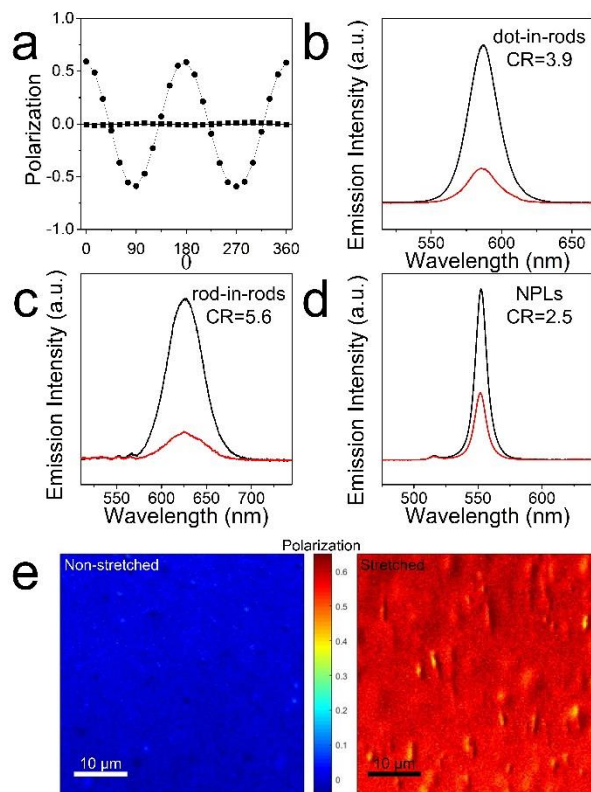 a
1.0
0.5
0.0
-0.5
-1.0
Polarization
0
90
180
270
360
θ
b
dot-in-rods
CR=3.9
Emission Intensity (a.u.)
550
600
650
Wavelength (nm)
c
rod-in-rods
CR=5.6
Emission Intensity (a.u.)
550
600
650
700
Wavelength (nm)
d
NPLs
CR=2.5
Emission Intensity (a.u.)
500
550
600
Wavelength (nm)
e
Non-stretched
10 µm
Polarization
0.6
0.5
0.4
0.3
0.2
0.1
0
Stretched
10 µm